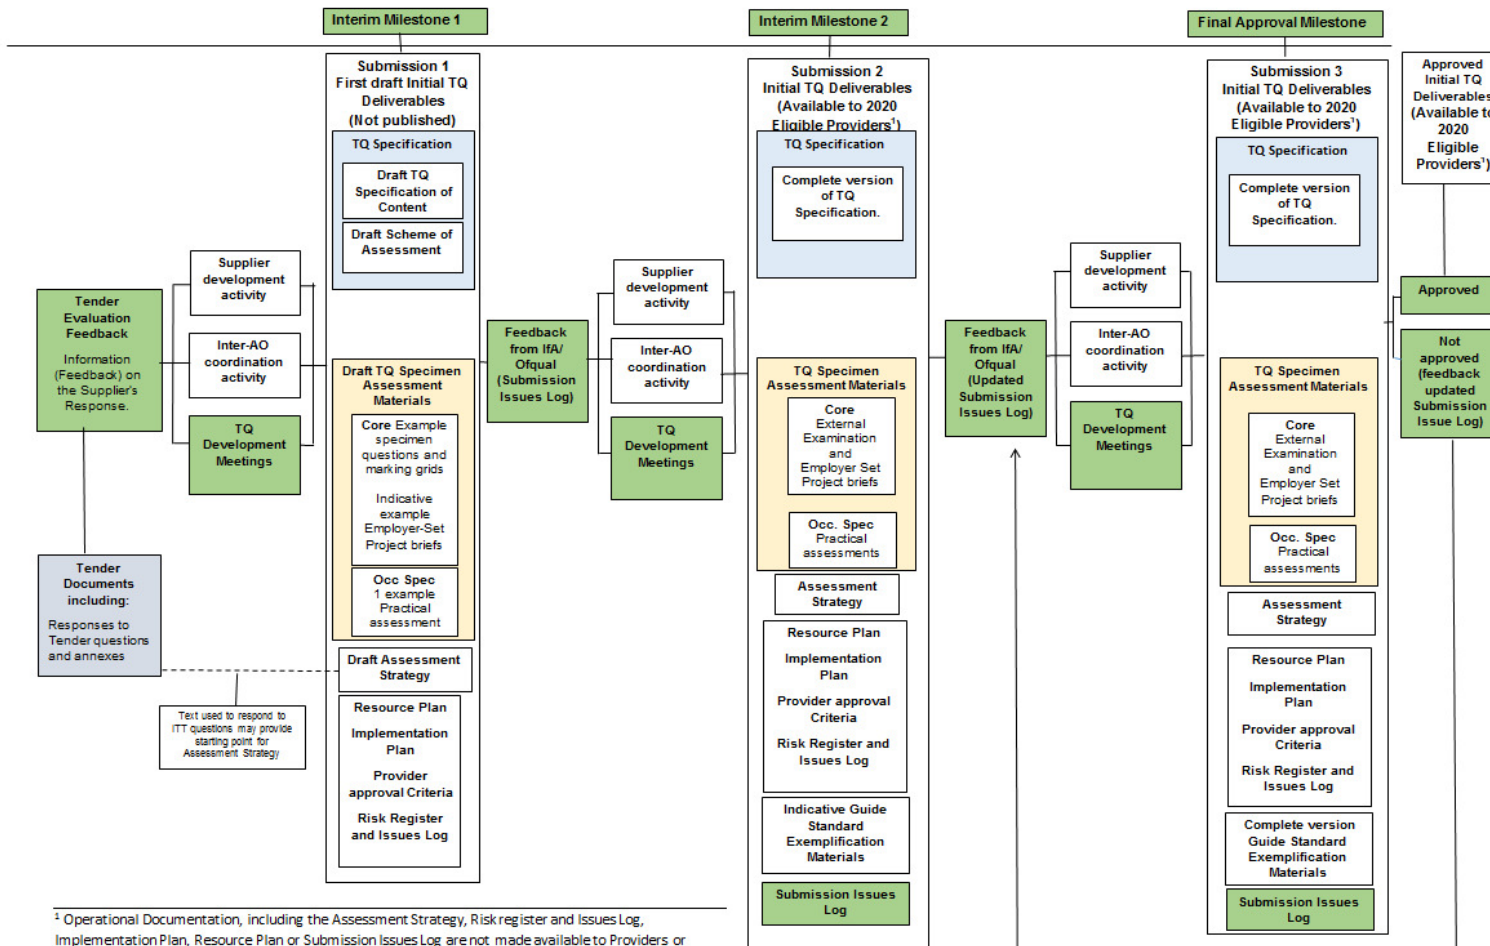 Interim Milestone 1
Interim Milestone 2
Final Approval Milestone
Tender
Evaluation
Feedback
Information
(Feedback) on
the Supplier's
Response.
Tender
Documents
including:
Responses to
Tender questions
and annexes
Text used to respond to
ITT questions may provide
starting point for
Assessment Strategy
Supplier
development
activity
Inter-AO
coordination
activity
TQ
Development
Meetings
Submission 1
First draft Initial TQ
Deliverables
(Not published)
TQ Specification
Draft TQ
Specification of
Content
Draft Scheme of
Assessment
Draft TQ Specimen
Assessment
Materials
Core Example
specimen
questions and
marking grids
Indicative
example
Employer-Set
Project briefs
Occ Spec
1 example
Practical
assessment
Draft Assessment
Strategy
Resource Plan
Implementation
Plan
Provider
approval Criteria
Risk Register
and Issues Log
Feedback
from IfA/
Ofqual
(Submission
Issues Log)
Supplier
development
activity
Inter-AO
coordination
activity
TQ
Development
Meetings
Submission 2
Initial TQ Deliverables
(Available to 2020
Eligible Providers¹)
TQ Specification
Complete version
of TQ
Specification.
TQ Specimen
Assessment Materials
Core
External
Examination
and
Employer Set
Project briefs
Occ. Spec
Practical
assessments
Assessment
Strategy
Resource Plan
Implementation
Plan
Provider approval
Criteria
Risk Register and
Issues Log
Indicative Guide
Standard
Exemplification
Materials
Submission Issues
Log
Feedback
from IfA/
Ofqual
(Updated
Submission
Issues Log)
Supplier
development
activity
Inter-AO
coordination
activity
TQ
Development
Meetings
Submission 3
Initial TQ Deliverables
(Available to 2020
Eligible Providers¹)
TQ Specification
Complete version
of TQ
Specification.
TQ Specimen
Assessment Materials
Core
External
Examination
and
Employer Set
Project briefs
Occ. Spec
Practical
assessments
Assessment
Strategy
Resource Plan
Implementation
Plan
Provider approval
Criteria
Risk Register and
Issues Log
Complete version
Guide Standard
Exemplification
Materials
Submission Issues
Log
Approved
Initial TQ
Deliverables
(Available to
2020
Eligible
Providers¹)
Approved
Not
approved
(feedback
updated
Submission
Issue Log)
¹ Operational Documentation, including the Assessment Strategy, Risk register and Issues Log,
Implementation Plan, Resource Plan or Submission Issues Log are not made available to Providers or